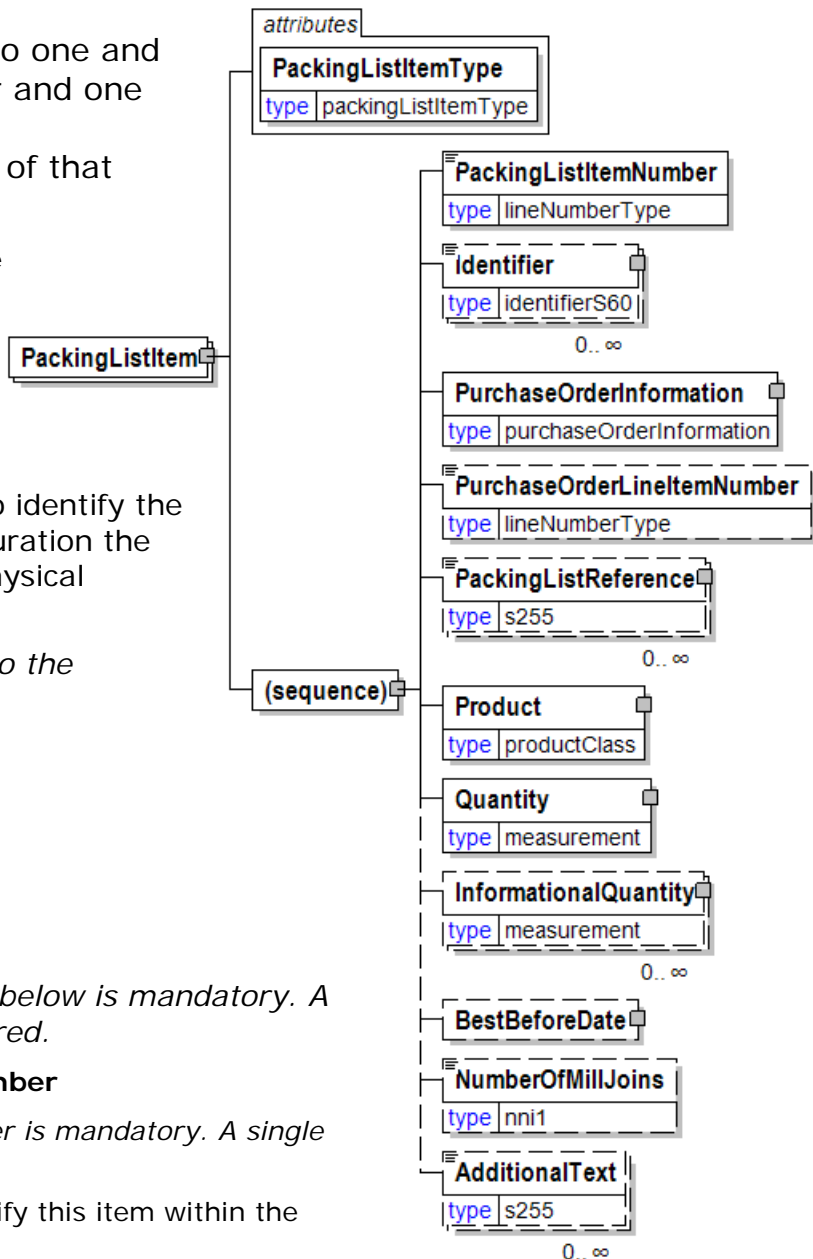 o one and
r and one
of that
e
o identify the
uration the
hysical
o the
below is mandatory. A
red.
nber
er is mandatory. A single
ify this item within the
PackingListItem
attributes
PackingListItemType
type packingListItemType
(sequence)
PackingListItemNumber
type lineNumberType
Identifier
type identifierS60
0.. ∞
PurchaseOrderInformation
type purchaseOrderInformation
PurchaseOrderLineItemNumber
type lineNumberType
PackingListReference
type s255
0.. ∞
Product
type productClass
Quantity
type measurement
InformationalQuantity
type measurement
0.. ∞
BestBeforeDate
NumberOfMillJoins
type nni1
AdditionalText
type s255
0.. ∞